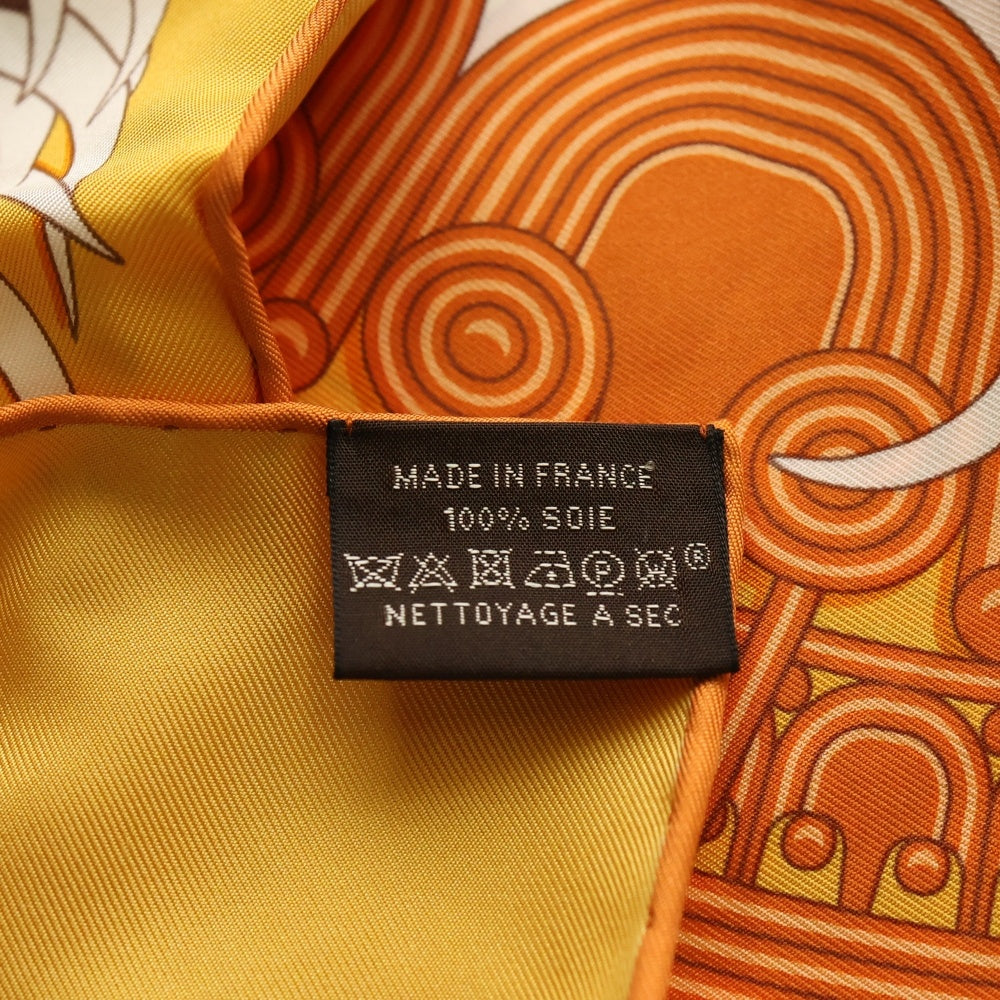 MADE IN FRANCE
100% SOIE
P ®
NETTOYAGE A SEC